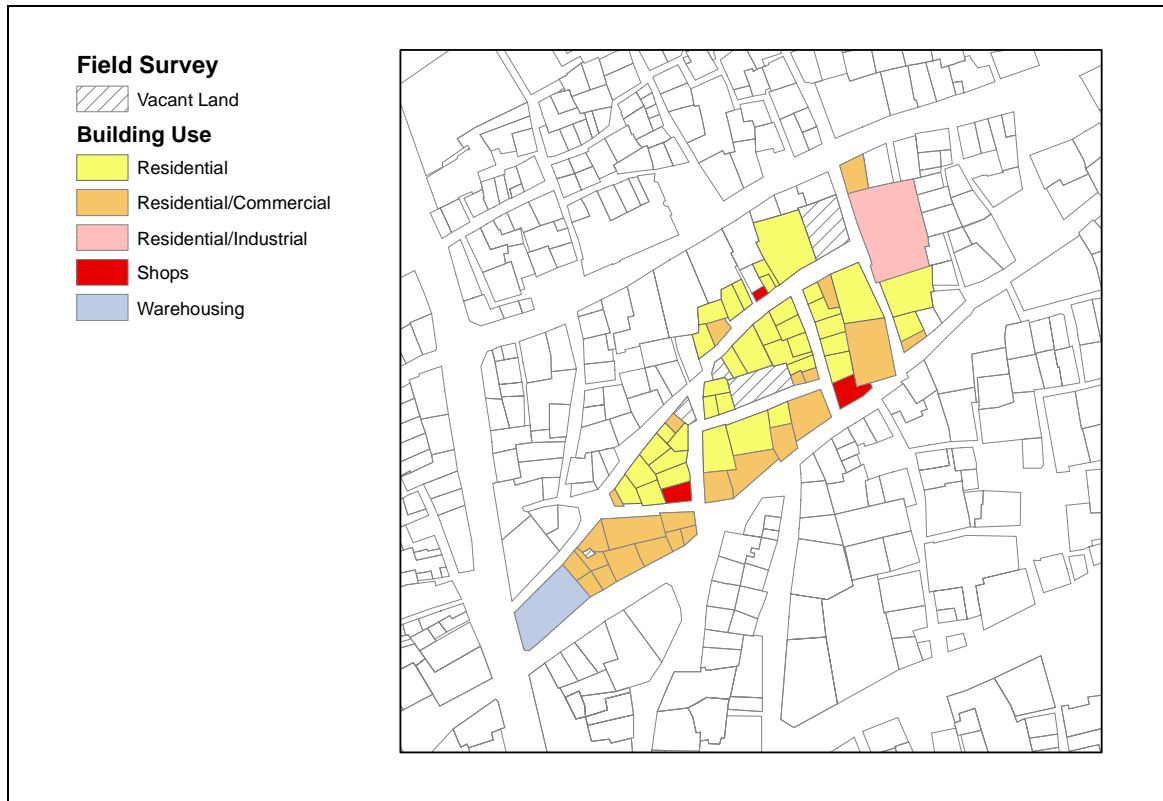 Field Survey
Vacant Land
Building Use
Residential
Residential/Commercial
Residential/Industrial
Shops
Warehousing